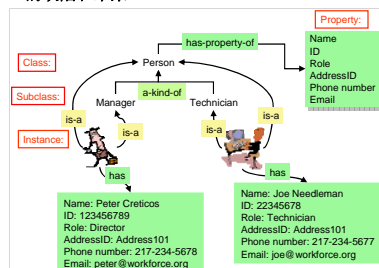 Property:
has-property-of
Name
ID
Role
AddressID
Phone number
Email
Class:
Person
a-kind-of
Subclass:
Manager
Technician
is-a
is-a
is-a
is-a
Instance:
has
has
Name: Peter Creticos
ID: 123456789
Role: Director
AddressID: Address101
Phone number: 217-234-5678
Email: peter@workforce.org
Name: Joe Needleman
ID: 22345678
Role: Technician
AddressID: Address101
Phone number: 217-234-5677
Email: joe@workforce.org